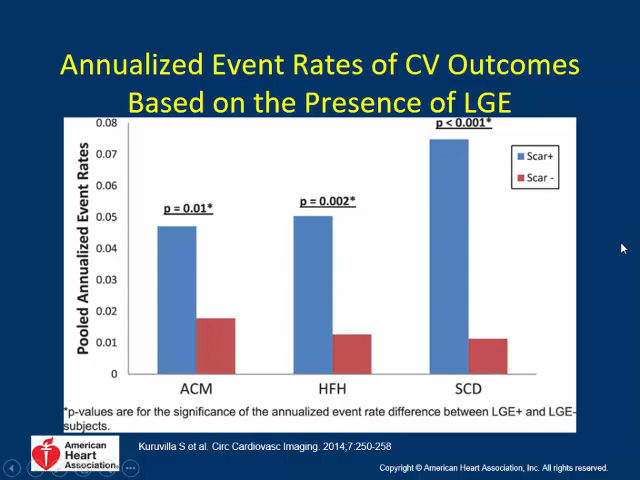 Annualized Event Rates of CV Outcomes
Based on the Presence of LGE
Pooled Annualized Event Rates
0.08
0.07
0.06
0.05
0.04
0.03
0.02
0.01
0
p = 0.01*
p = 0.002*
p < 0.001*
Scar+
Scar -
ACM
HFH
SCD
*p-values are for the significance of the annualized event rate difference between LGE+ and LGE-
subjects.
American
Heart
Association®
Kuruvilla S et al. Circ Cardiovasc Imaging. 2014;7:250-258
Copyright © American Heart Association, Inc. All rights reserved.